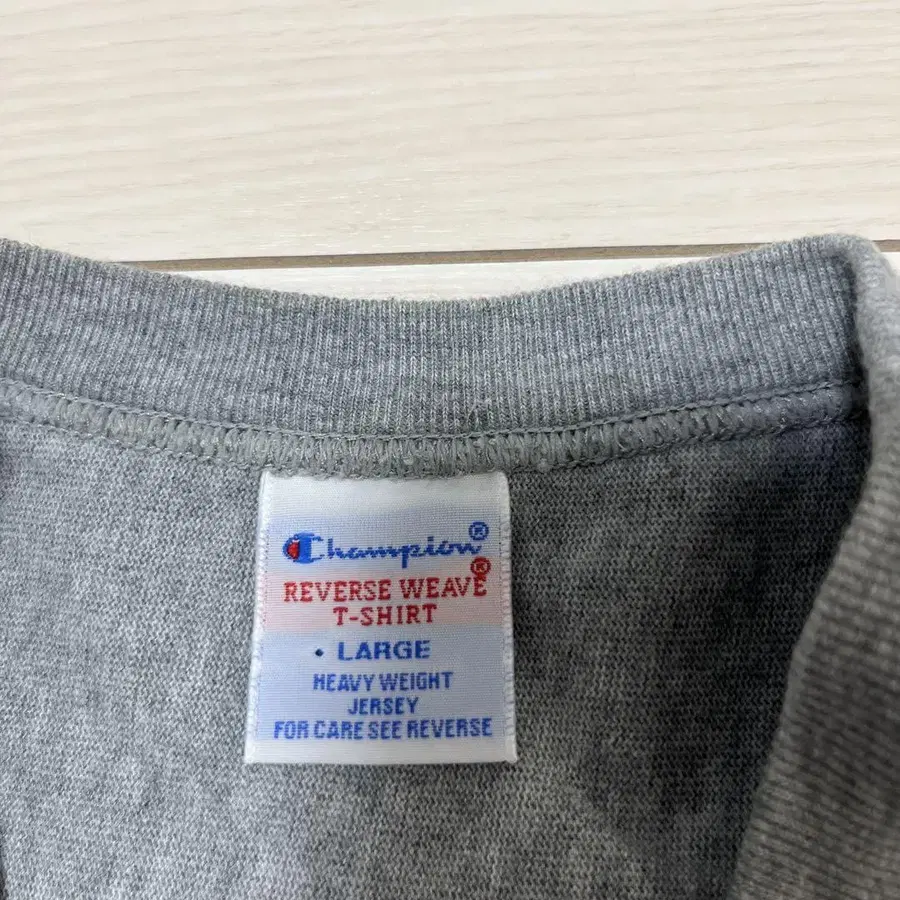 Champion®
REVERSE WEAVE®
T-SHIRT
• LARGE
HEAVY WEIGHT
JERSEY
FOR CARE SEE REVERSE